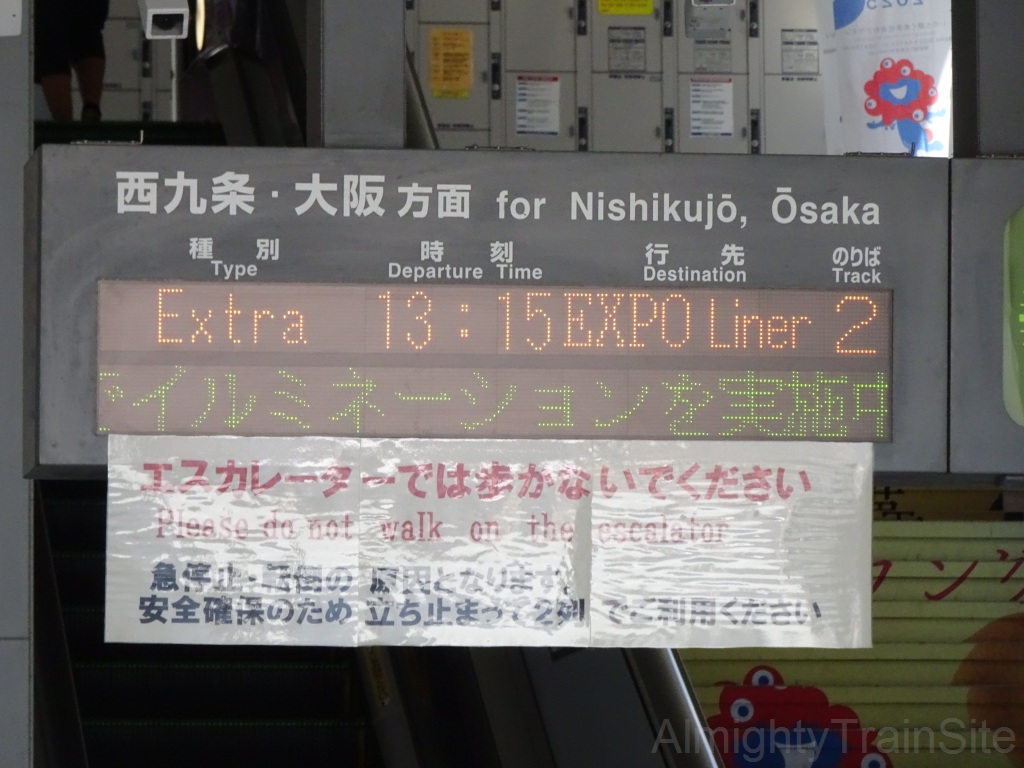 2025
西九条・大阪方面 for Nishikujō, Ōsaka
種別 時刻 行先 のりば
Type Departure Time Destination Track
Extra 13:15 EXPO Liner 2
イルミネーションを実施中
エスカレーターでは歩かないでください
Please do not walk on the escalator
急停止・転倒の原因となります。
安全確保のため立ち止まって2列でご利用ください
AlmightyTrainSite